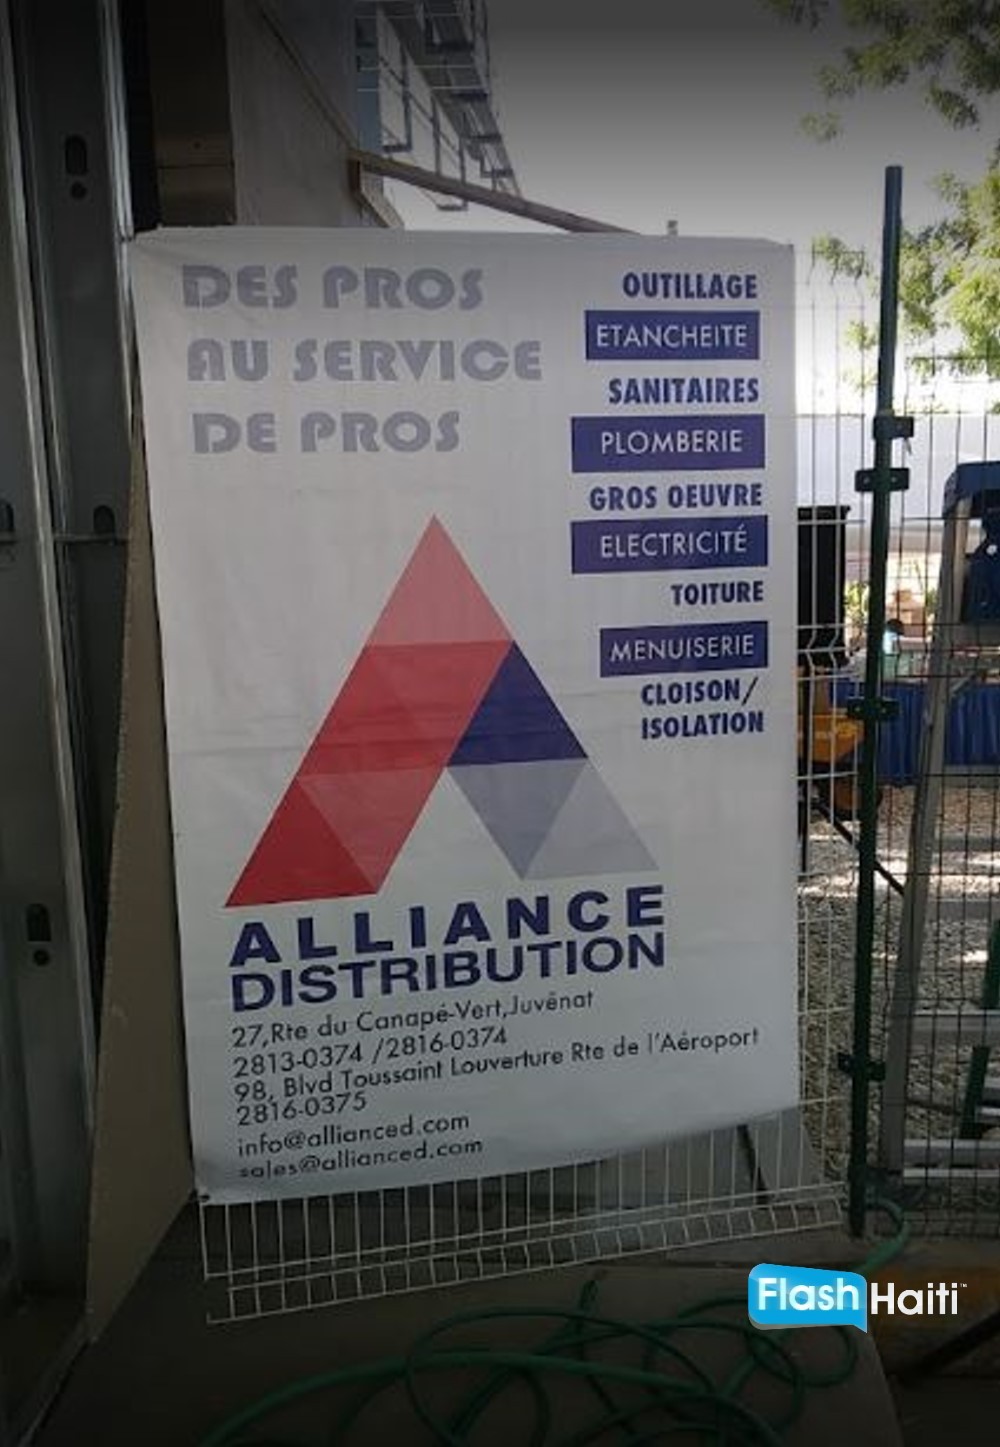 DES PROS
AU SERVICE
DE PROS
OUTILLAGE
ETANCHEITE
SANITAIRES
PLOMBERIE
GROS OEUVRE
ELECTRICITÉ
TOITURE
MENUISERIE
CLOISON/
ISOLATION
ALLIANCE
DISTRIBUTION
27,Rte du Canapé-Vert,Juvénat
2813-0374 /2816-0374
98, Blvd Toussaint Louverture Rte de l'Aéroport
2816-0375
info@allianced.com
sales@allianced.com
Flash Haiti™